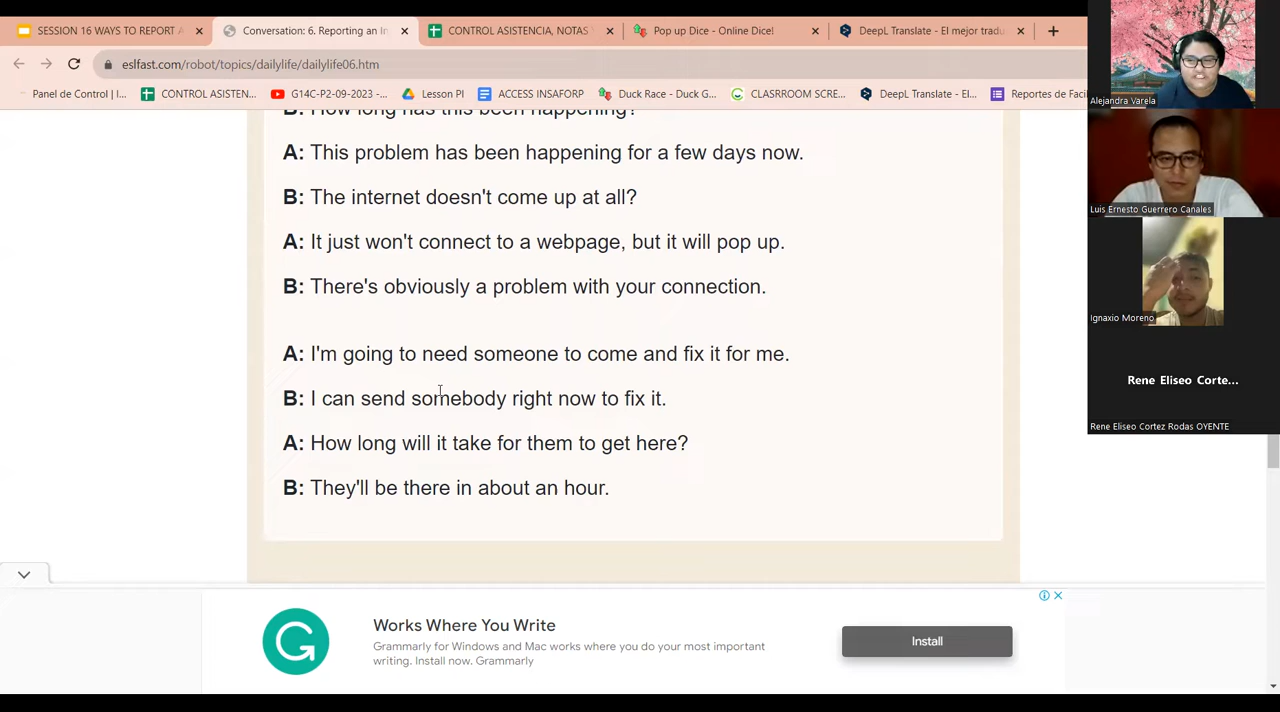 SESSION 16 WAYS TO REPORT A
Conversation: 6. Reporting an In
CONTROL ASISTENCIA, NOTAS
Pop up Dice - Online Dice!
DeepL Translate - El mejor tradu
eslfast.com/robot/topics/dailylife/dailylife06.htm
Panel de Control | I...
CONTROL ASISTEN...
G14C-P2-09-2023 -...
Lesson PI
ACCESS INSAFORP
Duck Race - Duck G...
CLASRROOM SCRE...
DeepL Translate - El...
Reportes de Facil
B: How long has this been happening?
A: This problem has been happening for a few days now.
B: The internet doesn't come up at all?
A: It just won't connect to a webpage, but it will pop up.
B: There's obviously a problem with your connection.
A: I'm going to need someone to come and fix it for me.
B: I can send somebody right now to fix it.
A: How long will it take for them to get here?
B: They'll be there in about an hour.
Works Where You Write
Grammarly for Windows and Mac works where you do your most important
writing. Install now. Grammarly
Install
Alejandra Varela
Luis Ernesto Guerrero Canales
Ignaxio Moreno
Rene Eliseo Corte...
Rene Eliseo Cortez Rodas OYENTE